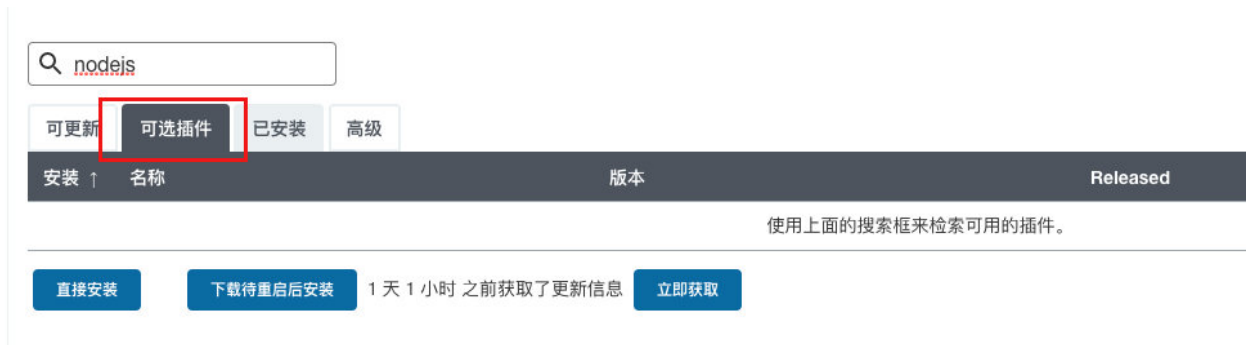 nodejs
可更新 可选插件 已安装 高级
安装 ↑ 名称 版本 Released
使用上面的搜索框来检索可用的插件。
直接安装 下载待重启后安装 1 天 1 小时 之前获取了更新信息 立即获取